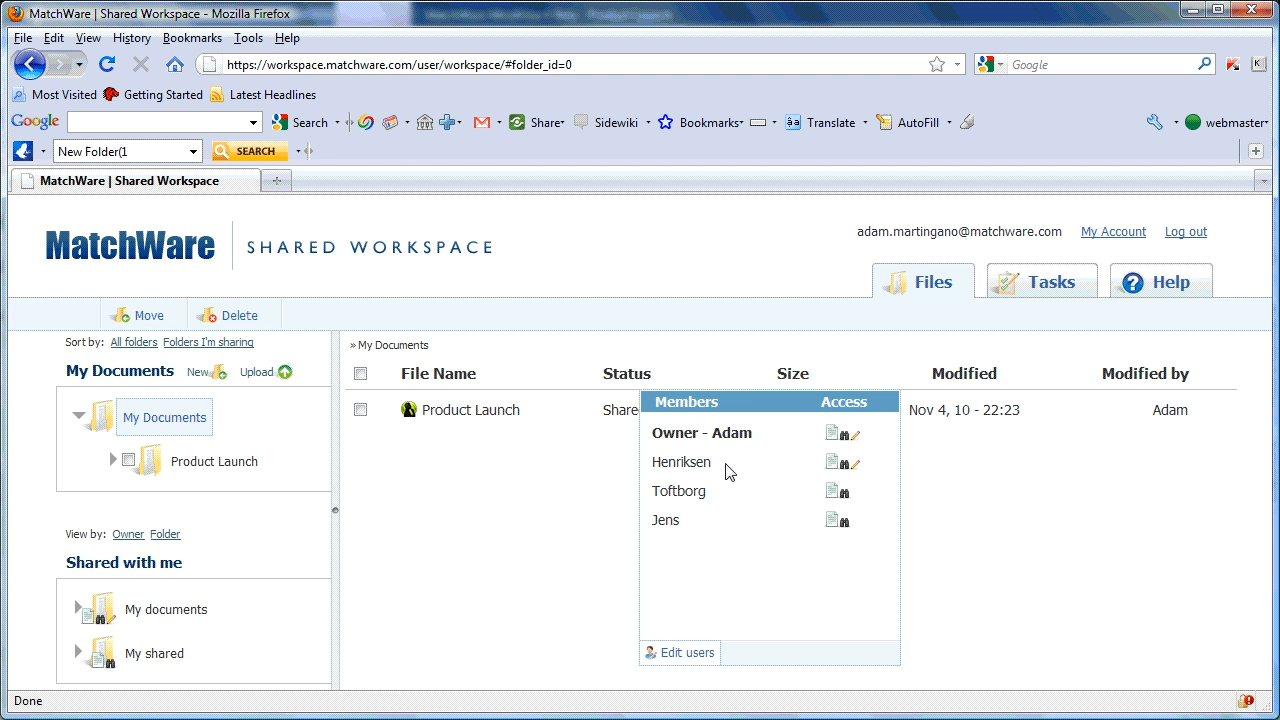 MatchWare | Shared Workspace - Mozilla Firefox
File Edit View History Bookmarks Tools Help
https://workspace.matchware.com/user/workspace/#folder_id=0
Google
Most Visited Getting Started Latest Headlines
Google Search Share Sidewiki Bookmarks Translate AutoFill webmaster
New Folder(1 SEARCH
MatchWare | Shared Workspace
MatchWare SHARED WORKSPACE
adam.martingano@matchware.com My Account Log out
Files Tasks Help
Move Delete
Sort by: All folders Folders I'm sharing
» My Documents
My Documents New Upload
File Name Status Size Modified Modified by
My Documents
Product Launch Share Nov 4, 10 - 22:23 Adam
Members Access
Owner - Adam
Henriksen
Toftborg
Jens
Edit users
Product Launch
View by: Owner Folder
Shared with me
My documents
My shared
Done